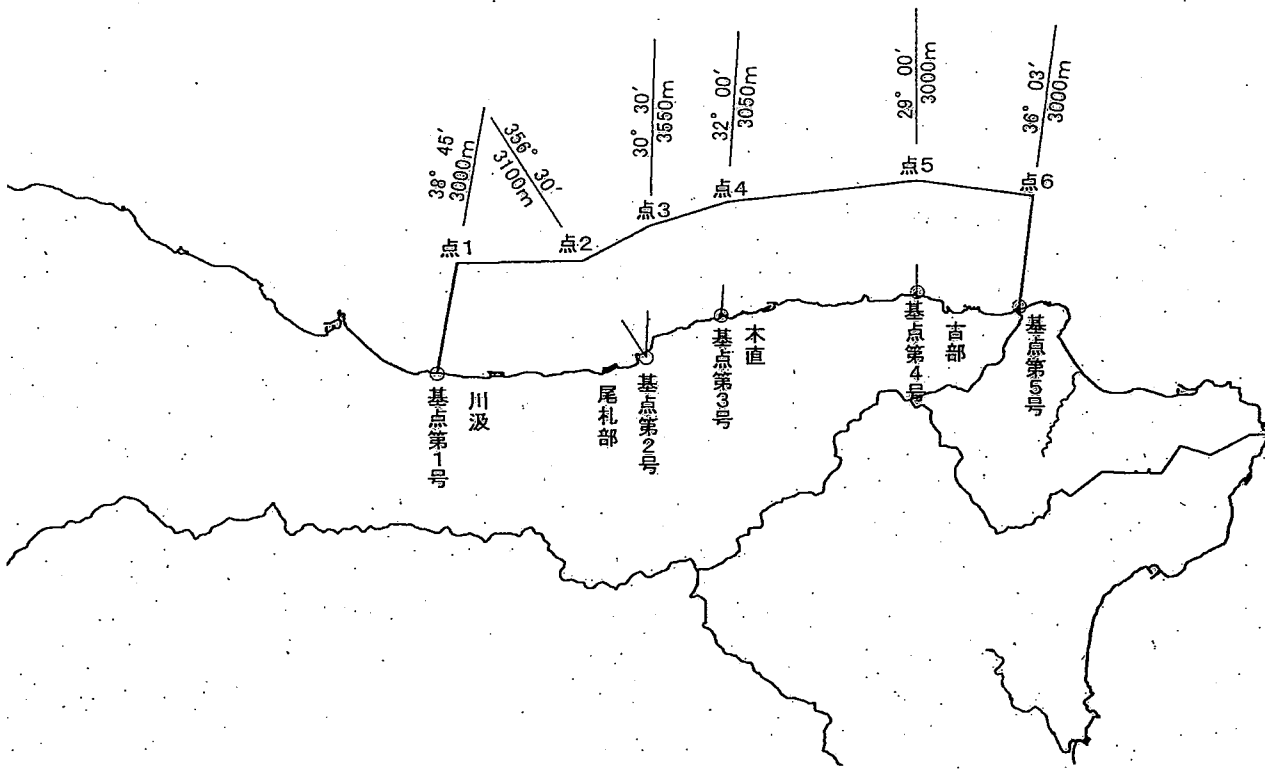 38° 45′
3000m
356° 30′
3100m
30° 30′
3550m
32° 00′
3050m
29° 00′
3000m
36° 03′
3000m
点1
点2
点3
点4
点5
点6
基点第1号
川汲
尾札部
基点第2号
基点第3号
木直
基点第4号
古部
基点第5号